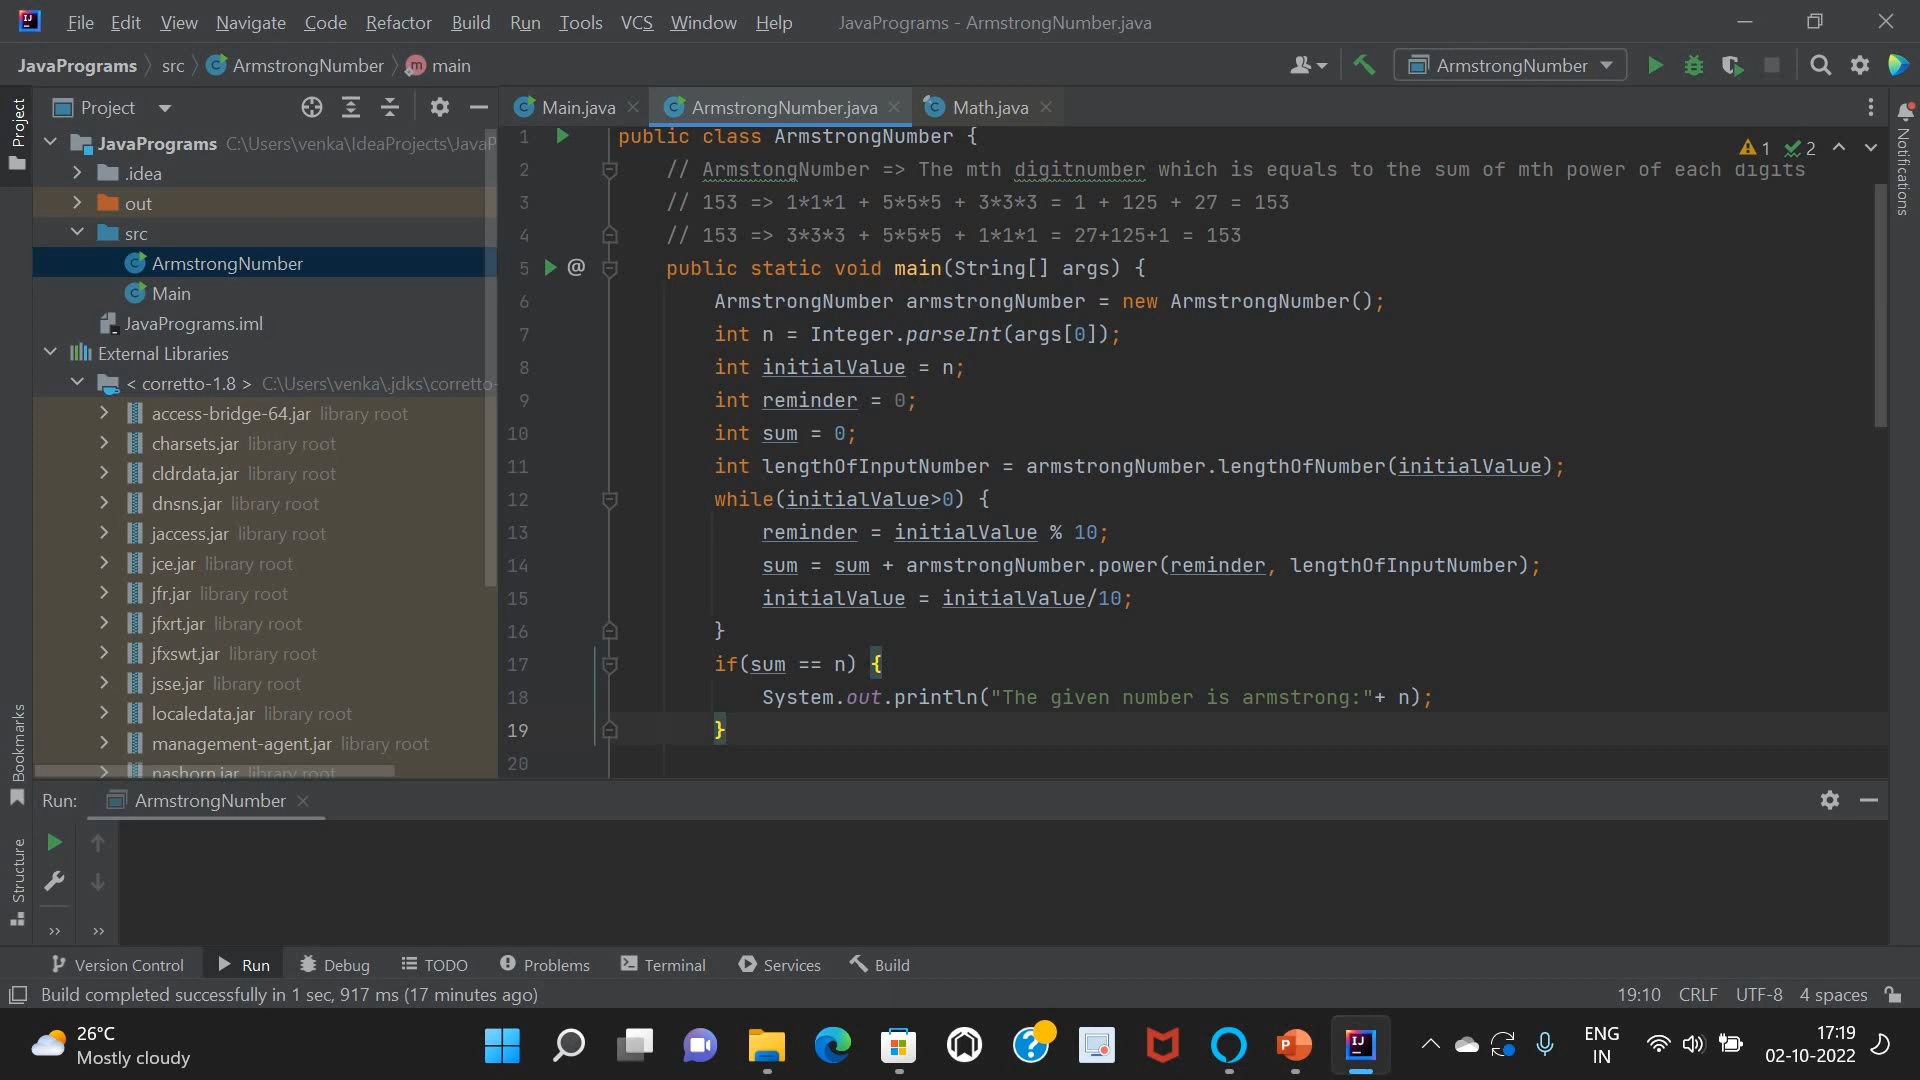 File Edit View Navigate Code Refactor Build Run Tools VCS Window Help JavaPrograms - ArmstrongNumber.java
JavaPrograms src ArmstrongNumber main ArmstrongNumber
Project
Main.java ArmstrongNumber.java Math.java
Project
JavaPrograms C:\Users\venka\IdeaProjects\JavaP
.idea
out
src
ArmstrongNumber
Main
JavaPrograms.iml
External Libraries
< corretto-1.8 > C:\Users\venka\.jdks\corretto-
access-bridge-64.jar library root
charsets.jar library root
cldrdata.jar library root
dnsns.jar library root
jaccess.jar library root
jce.jar library root
jfr.jar library root
jfxrt.jar library root
jfxswt.jar library root
jsse.jar library root
localedata.jar library root
management-agent.jar library root
nashorn.jar library root
1 public class ArmstrongNumber {
1 2
2 // ArmstongNumber => The mth digitnumber which is equals to the sum of mth power of each digits
3 // 153 => 1*1*1 + 5*5*5 + 3*3*3 = 1 + 125 + 27 = 153
4 // 153 => 3*3*3 + 5*5*5 + 1*1*1 = 27+125+1 = 153
5 @ public static void main(String[] args) {
6 ArmstrongNumber armstrongNumber = new ArmstrongNumber();
7 int n = Integer.parseInt(args[0]);
8 int initialValue = n;
9 int reminder = 0;
10 int sum = 0;
11 int lengthOfInputNumber = armstrongNumber.lengthOfNumber(initialValue);
12 while(initialValue>0) {
13 reminder = initialValue % 10;
14 sum = sum + armstrongNumber.power(reminder, lengthOfInputNumber);
15 initialValue = initialValue/10;
16 }
17 if(sum == n) {
18 System.out.println("The given number is armstrong:"+ n);
19 }
20
Notifications
Bookmarks
Structure
Run: ArmstrongNumber
Version Control Run Debug TODO Problems Terminal Services Build
Build completed successfully in 1 sec, 917 ms (17 minutes ago) 19:10 CRLF UTF-8 4 spaces
26°C
Mostly cloudy
ENG
IN
17:19
02-10-2022